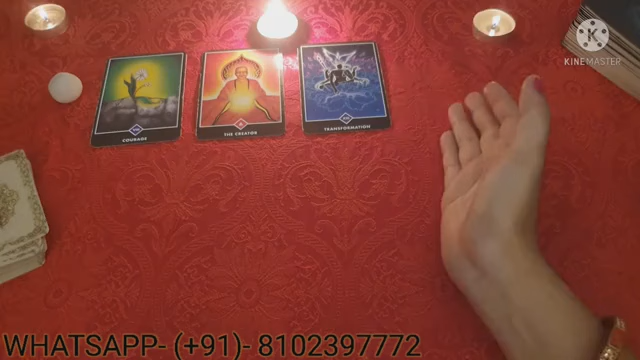 KINEMASTER
COURAGE
THE CREATOR
TRANSFORMATION
WHATSAPP- (+91)- 8102397772